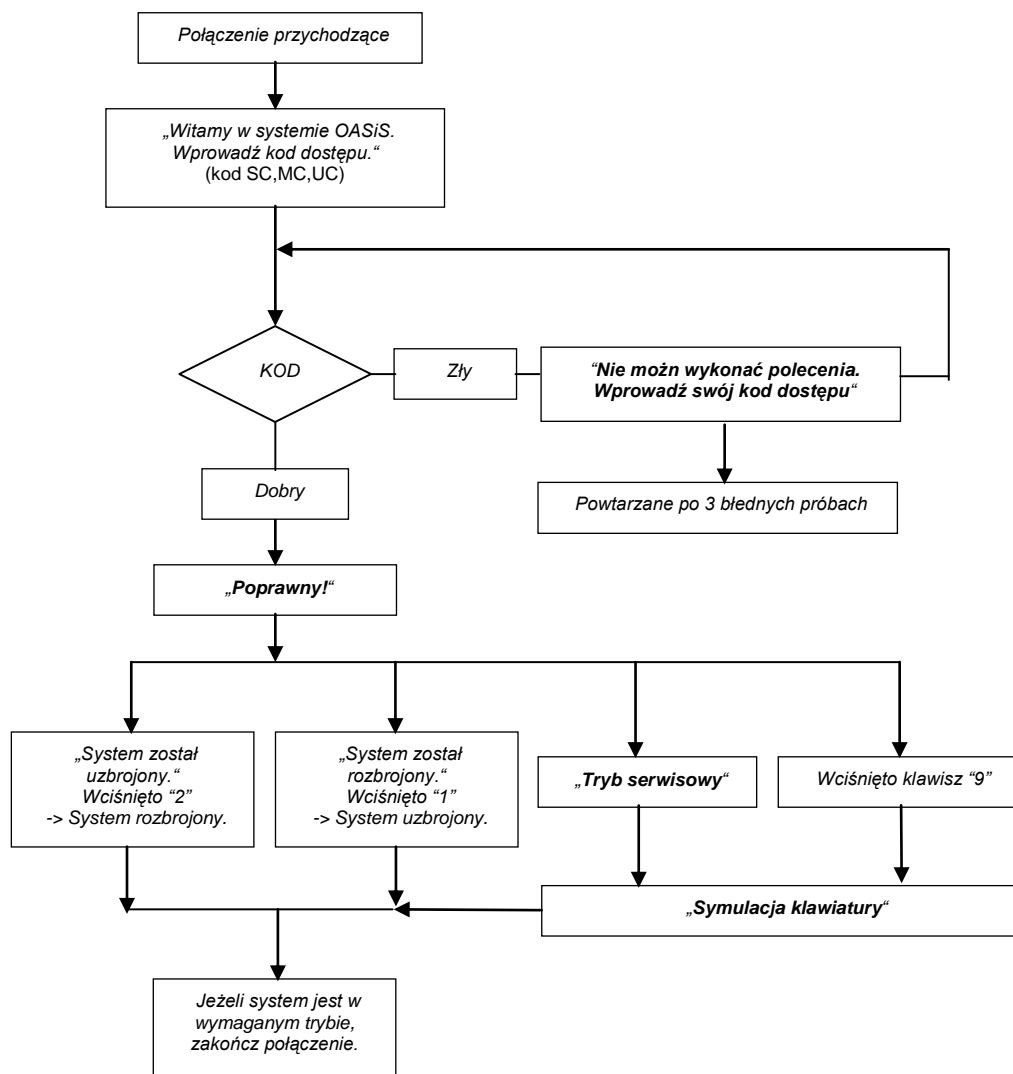 Połączenie przychodzące
„Witamy w systemie OASiS.
Wprowadź kod dostępu.“
(kod SC,MC,UC)
KOD
Zły
“Nie możn wykonać polecenia.
Wprowadź swój kod dostępu“
Dobry
Powtarzane po 3 błednych próbach
„Poprawny!“
„System został
uzbrojony.“
Wciśnięto “2”
-> System rozbrojony.
„System został
rozbrojony.“
Wciśnięto “1”
-> System uzbrojony.
„Tryb serwisowy“
Wciśnięto klawisz “9”
„Symulacja klawiatury“
Jeżeli system jest w
wymaganym trybie,
zakończ połączenie.